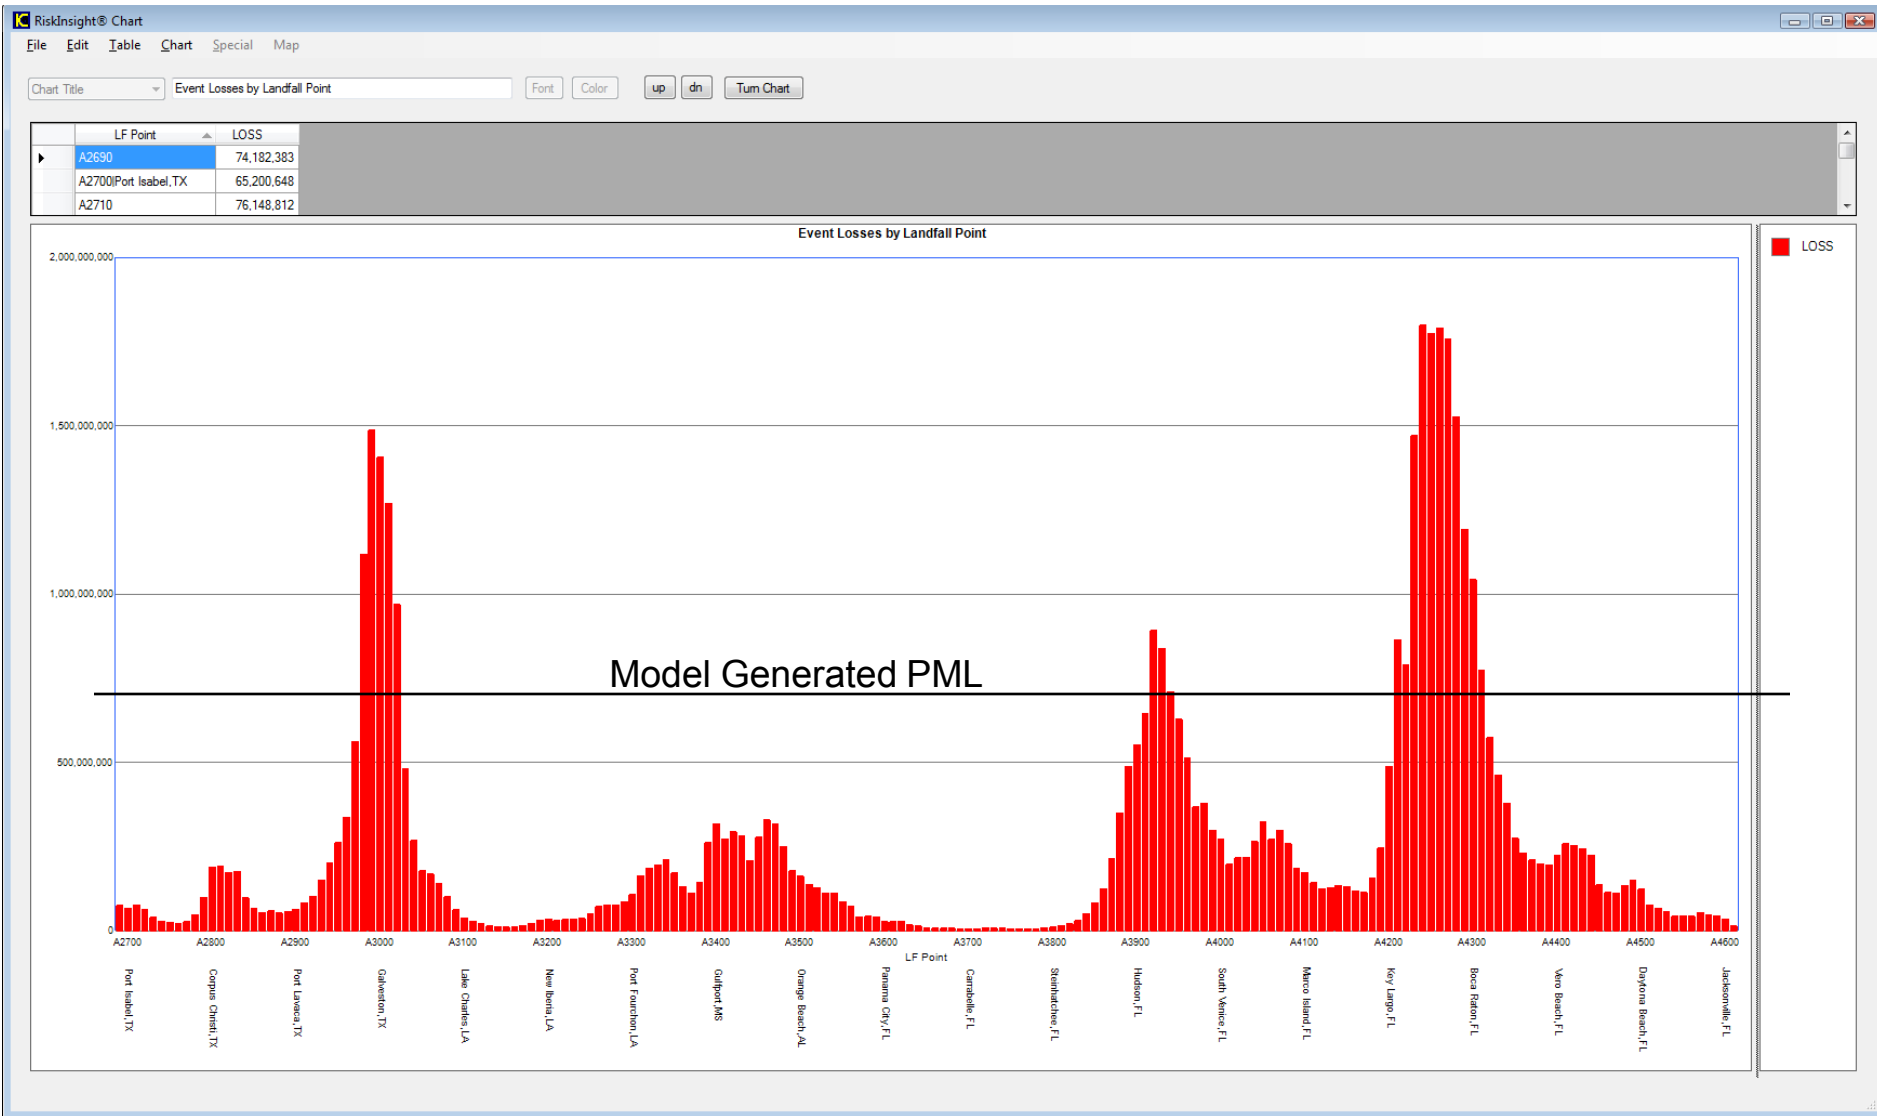 RiskInsight® Chart
File Edit Table Chart Special Map
Chart Title Event Losses by Landfall Point Font Color up dn Turn Chart
LF Point LOSS
A2690 74,182,383
A2700|Port Isabel,TX 65,200,648
A2710 76,148,812
Event Losses by Landfall Point
LOSS
2,000,000,000
1,500,000,000
1,000,000,000
Model Generated PML
500,000,000
0
A2700 A2800 A2900 A3000 A3100 A3200 A3300 A3400 A3500 A3600 A3700 A3800 A3900 A4000 A4100 A4200 A4300 A4400 A4500 A4600
LF Point
Port Isabel,TX
Corpus Christi,TX
Port Lavaca,TX
Galveston,TX
Lake Charles,LA
New Iberia,LA
Port Fourchon,LA
Gulfport,MS
Orange Beach,AL
Panama City,FL
Carrabelle,FL
Steinhatchee,FL
Hudson,FL
South Venice,FL
Marco Island,FL
Key Largo,FL
Boca Raton,FL
Vero Beach,FL
Daytona Beach,FL
Jacksonville,FL